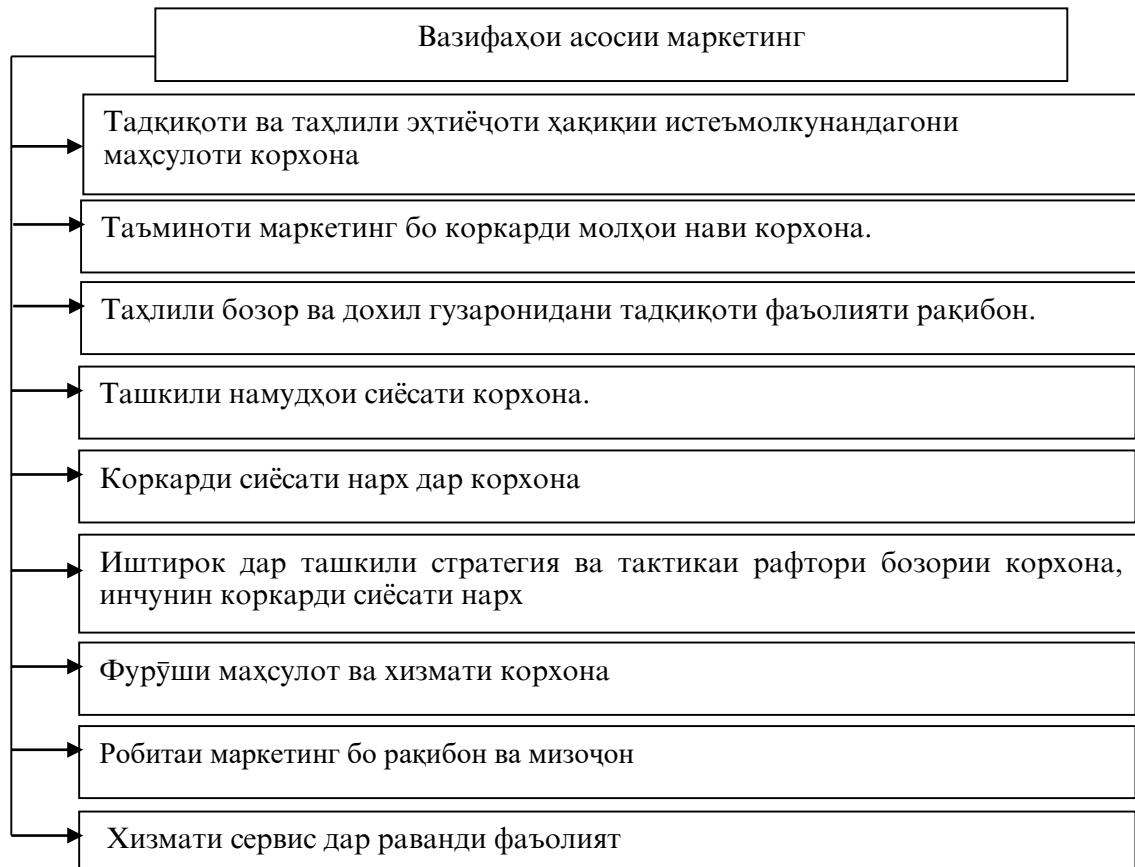 Вазифаҳои асосии маркетинг
Тадқиқоти ва таҳлили эҳтиёҷоти ҳақиқии истеъмолкунандагони
маҳсулоти корхона
Таъминоти маркетинг бо коркарди молҳои нави корхона.
Таҳлили бозор ва дохил гузаронидани тадқиқоти фаъолияти рақибон.
Ташкили намудҳои сиёсати корхона.
Коркарди сиёсати нарх дар корхона
Иштирок дар ташкили стратегия ва тактикаи рафтори бозории корхона,
инчунин коркарди сиёсати нарх
Фурӯши маҳсулот ва хизмати корхона
Робитаи маркетинг бо рақибон ва мизоҷон
Хизмати сервис дар раванди фаъолият